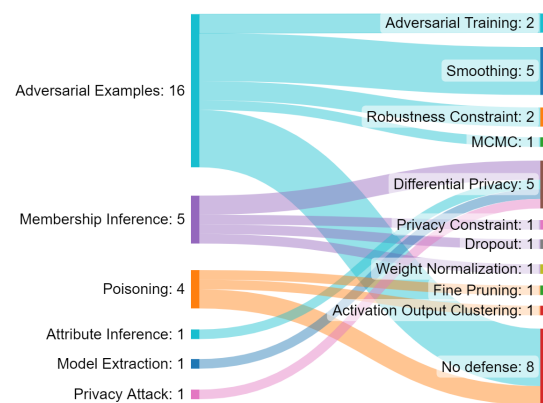 Adversarial Examples: 16
Membership Inference: 5
Poisoning: 4
Attribute Inference: 1
Model Extraction: 1
Privacy Attack: 1
Adversarial Training: 2
Smoothing: 5
Robustness Constraint: 2
MCMC: 1
Differential Privacy: 5
Privacy Constraint: 1
Dropout: 1
Weight Normalization: 1
Fine Pruning: 1
Activation Output Clustering: 1
No defense: 8